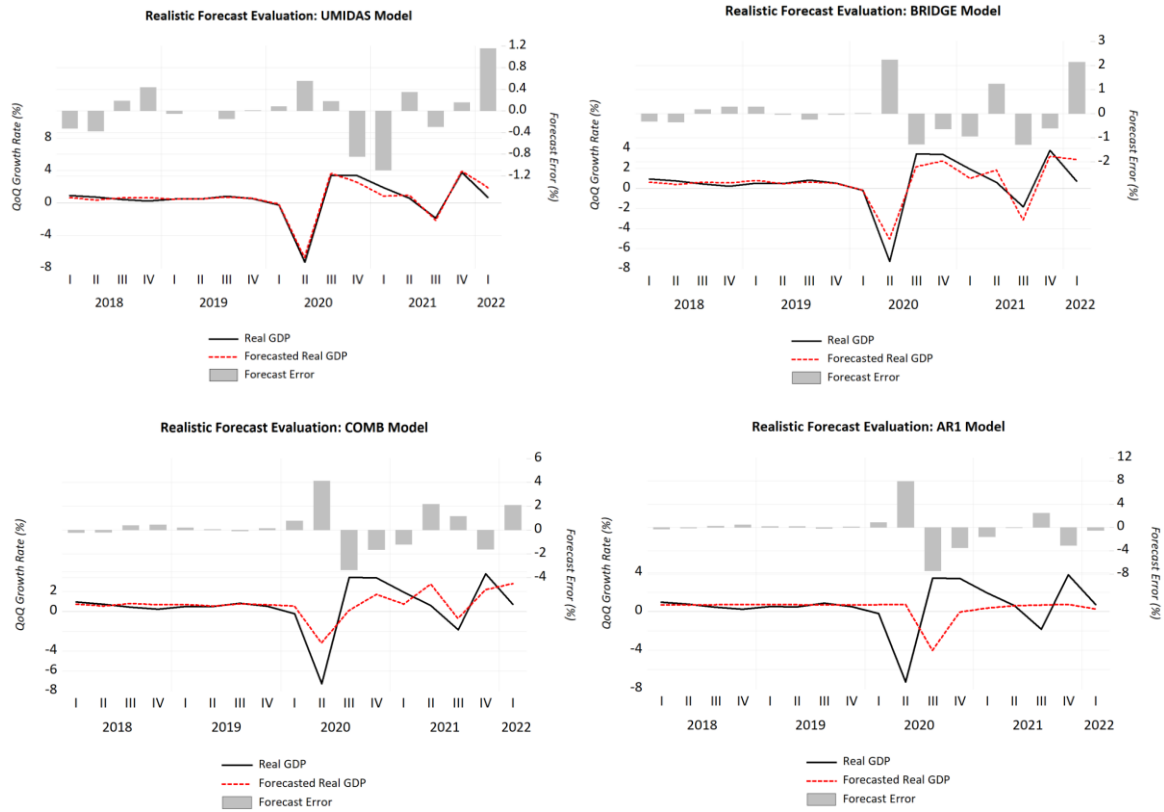 Realistic Forecast Evaluation: UMIDAS Model
1.2
0.8
0.4
0.0
-0.4
-0.8
-1.2
8
4
0
-4
-8
QoQ Growth Rate (%)
Forecast Error (%)
I II III IV I II III IV I II III IV I II III IV I
2018 2019 2020 2021 2022
Real GDP
Forecasted Real GDP
Forecast Error
Realistic Forecast Evaluation: BRIDGE Model
3
2
1
0
-1
-2
4
2
0
-2
-4
-6
-8
QoQ Growth Rate (%)
Forecast Error (%)
I II III IV I II III IV I II III IV I II III IV I
2018 2019 2020 2021 2022
Real GDP
Forecasted Real GDP
Forecast Error
Realistic Forecast Evaluation: COMB Model
6
4
2
0
-2
-4
2
0
-2
-4
-6
-8
QoQ Growth Rate (%)
Forecast Error (%)
I II III IV I II III IV I II III IV I II III IV I
2018 2019 2020 2021 2022
Real GDP
Forecasted Real GDP
Forecast Error
Realistic Forecast Evaluation: AR1 Model
12
8
4
0
-4
-8
4
0
-4
-8
QoQ Growth Rate (%)
Forecast Error (%)
I II III IV I II III IV I II III IV I II III IV I
2018 2019 2020 2021 2022
Real GDP
Forecasted Real GDP
Forecast Error